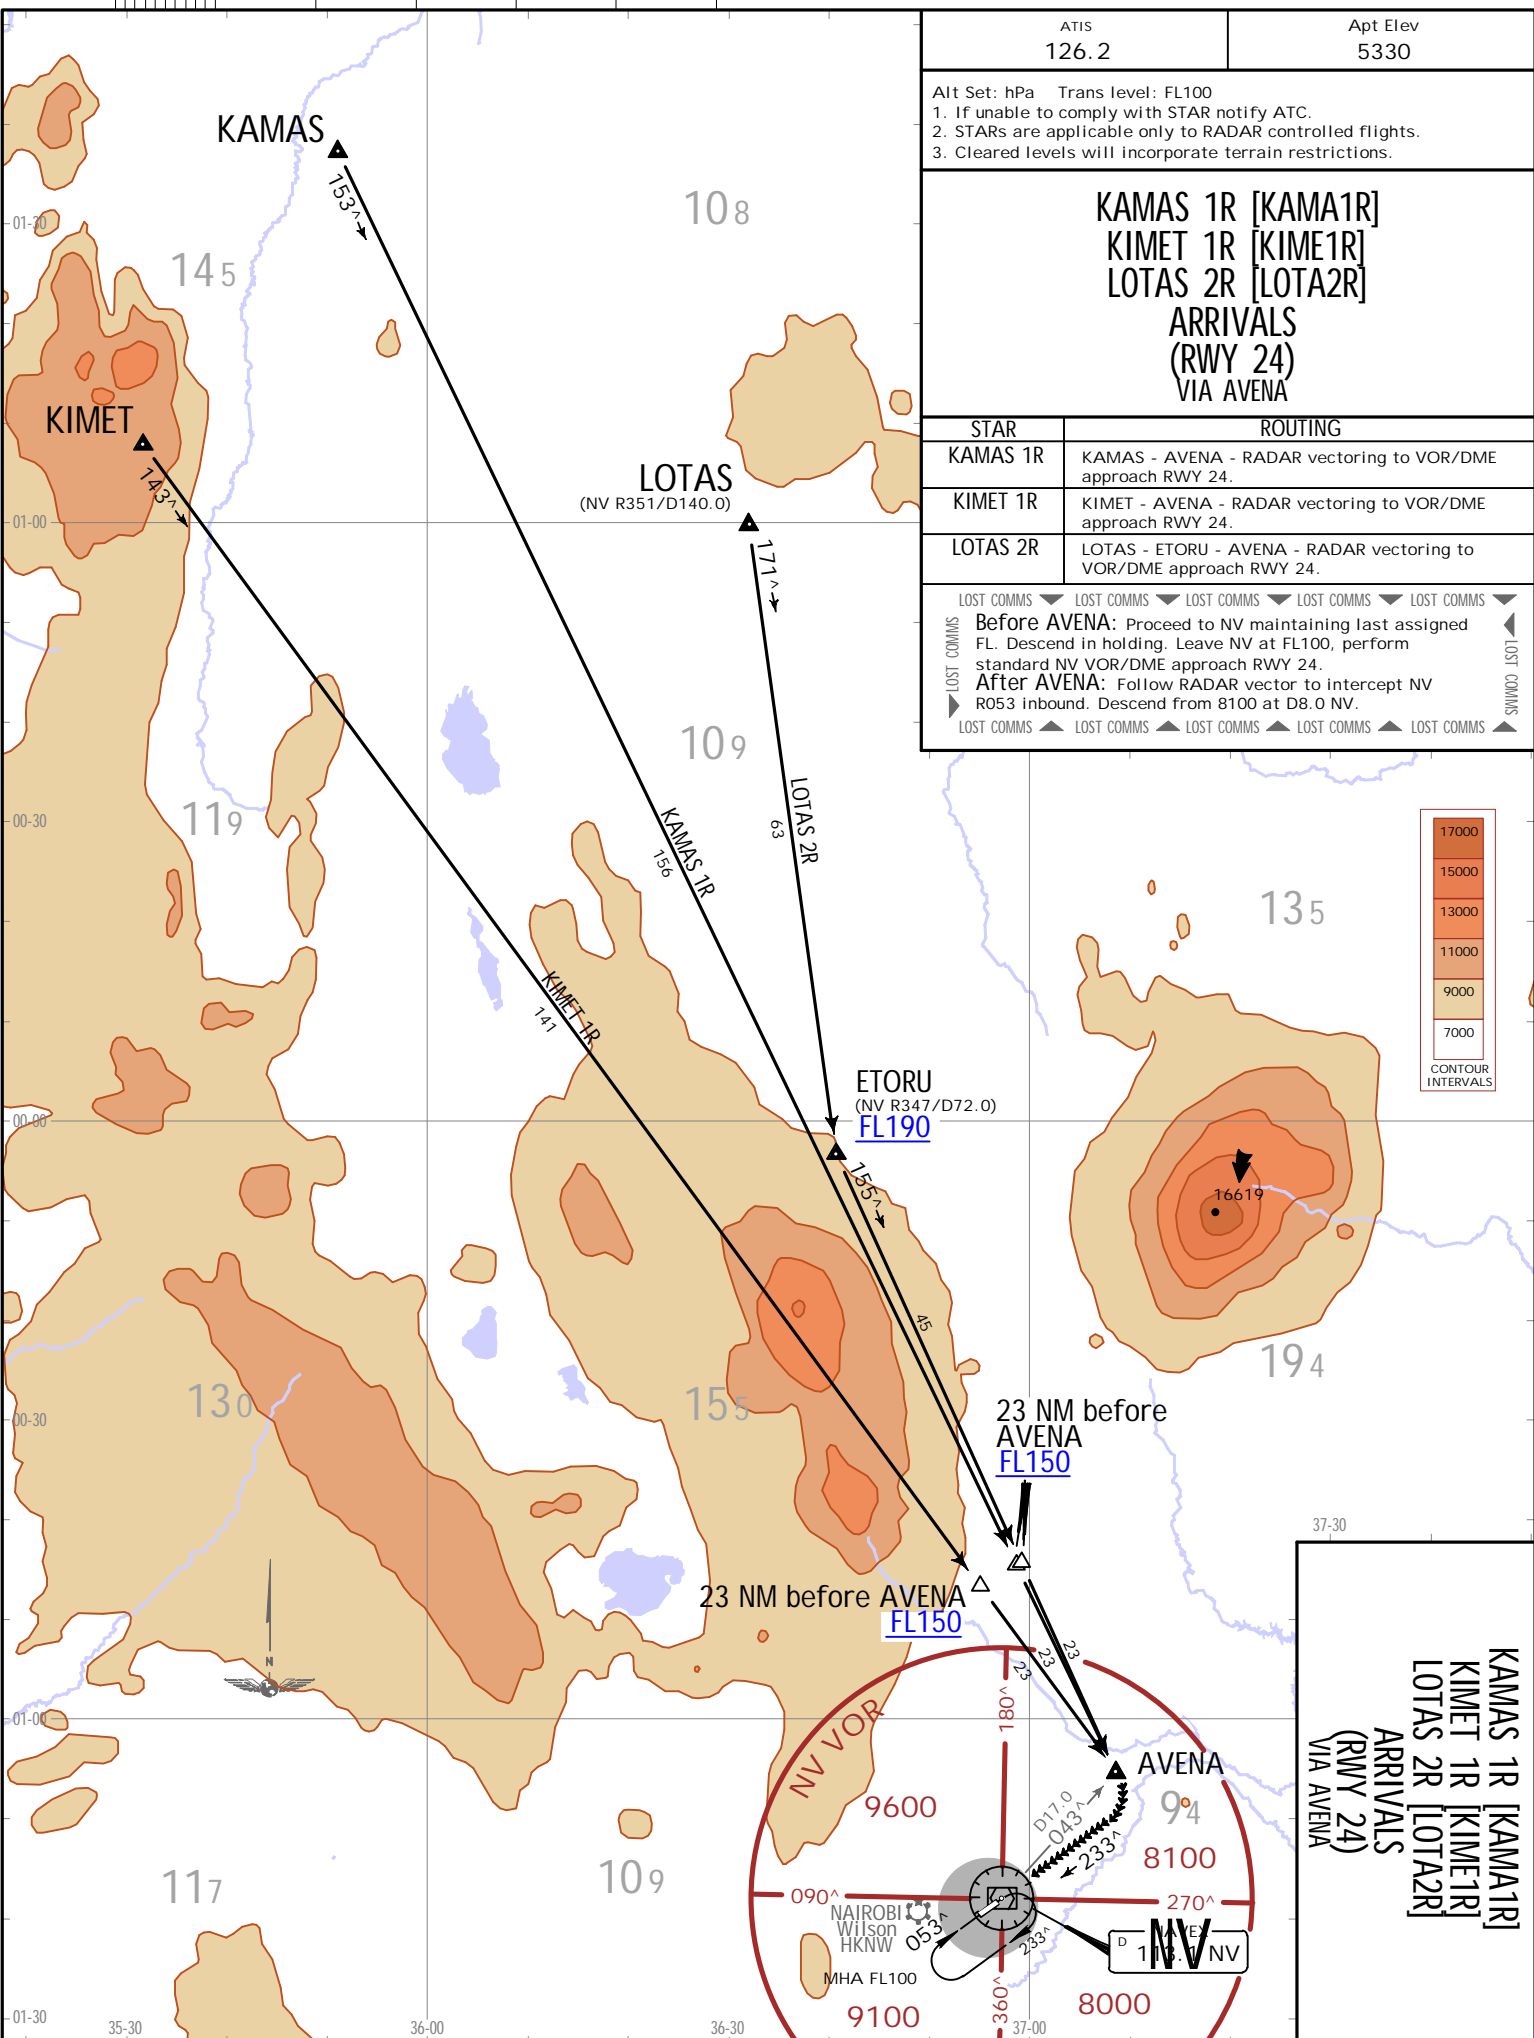 ATIS
126.2
Apt Elev
5330
Alt Set: hPa Trans level: FL100
1. If unable to comply with STAR notify ATC.
2. STARs are applicable only to RADAR controlled flights.
3. Cleared levels will incorporate terrain restrictions.
KAMAS 1R [KAMA1R]
KIMET 1R [KIME1R]
LOTAS 2R [LOTA2R]
ARRIVALS
(RWY 24)
VIA AVENA
STAR ROUTING
KAMAS 1R KAMAS - AVENA - RADAR vectoring to VOR/DME
approach RWY 24.
KIMET 1R KIMET - AVENA - RADAR vectoring to VOR/DME
approach RWY 24.
LOTAS 2R LOTAS - ETORU - AVENA - RADAR vectoring to
VOR/DME approach RWY 24.
LOST COMMS LOST COMMS LOST COMMS LOST COMMS LOST COMMS
LOST COMMS
Before AVENA: Proceed to NV maintaining last assigned
FL. Descend in holding. Leave NV at FL100, perform
standard NV VOR/DME approach RWY 24.
After AVENA: Follow RADAR vector to intercept NV
R053 inbound. Descend from 8100 at D8.0 NV.
LOST COMMS
LOST COMMS LOST COMMS LOST COMMS LOST COMMS LOST COMMS
KAMAS
153^
108
01-30
145
KIMET
143^
LOTAS
(NV R351/D140.0)
171^
01-00
109
119
00-30
LOTAS 2R
63
KAMAS 1R
156
KIMET 1R
141
17000
15000
13000
11000
9000
7000
CONTOUR
INTERVALS
135
ETORU
(NV R347/D72.0)
FL190
00-00
155^
16619
45
194
130
155
00-30
23 NM before
AVENA
FL150
37-30
23 NM before AVENA
FL150
N
23
23
23
01-00
NV VOR
180^
AVENA
9600
94
D17.0
043^
233^
8100
117
109
090^
270^
NAIROBI
Wilson
HKNW
053^
233^
D
113.1 NV
NV
MHA FL100
9100
360^
8000
01-30
35-30
36-00
36-30
37-00
KAMAS 1R [KAMA1R]
KIMET 1R [KIME1R]
LOTAS 2R [LOTA2R]
ARRIVALS
(RWY 24)
VIA AVENA